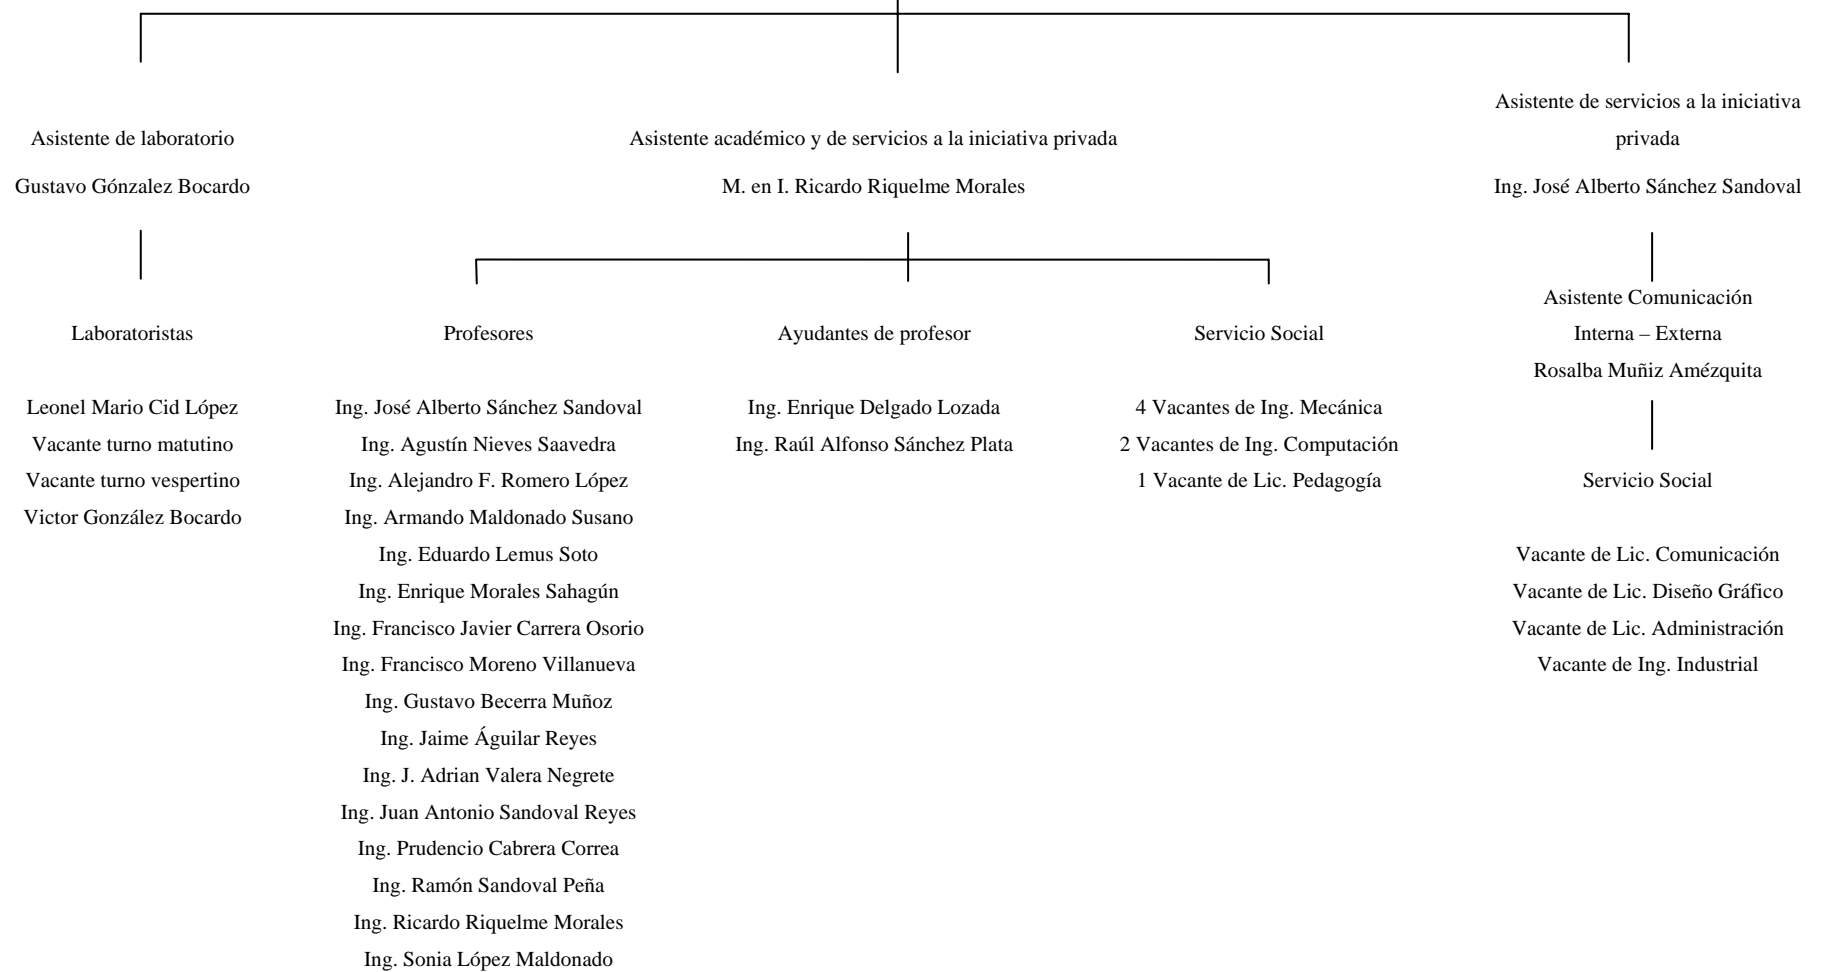 Asistente de laboratorio
Gustavo Gónzalez Bocardo
Asistente académico y de servicios a la iniciativa privada
M. en I. Ricardo Riquelme Morales
Asistente de servicios a la iniciativa
privada
Ing. José Alberto Sánchez Sandoval
Laboratoristas
Leonel Mario Cid López
Vacante turno matutino
Vacante turno vespertino
Victor González Bocardo
Profesores
Ing. José Alberto Sánchez Sandoval
Ing. Agustín Nieves Saavedra
Ing. Alejandro F. Romero López
Ing. Armando Maldonado Susano
Ing. Eduardo Lemus Soto
Ing. Enrique Morales Sahagún
Ing. Francisco Javier Carrera Osorio
Ing. Francisco Moreno Villanueva
Ing. Gustavo Becerra Muñoz
Ing. Jaime Águilar Reyes
Ing. J. Adrian Valera Negrete
Ing. Juan Antonio Sandoval Reyes
Ing. Prudencio Cabrera Correa
Ing. Ramón Sandoval Peña
Ing. Ricardo Riquelme Morales
Ing. Sonia López Maldonado
Ayudantes de profesor
Ing. Enrique Delgado Lozada
Ing. Raúl Alfonso Sánchez Plata
Servicio Social
4 Vacantes de Ing. Mecánica
2 Vacantes de Ing. Computación
1 Vacante de Lic. Pedagogía
Asistente Comunicación
Interna – Externa
Rosalba Muñiz Amézquita
Servicio Social
Vacante de Lic. Comunicación
Vacante de Lic. Diseño Gráfico
Vacante de Lic. Administración
Vacante de Ing. Industrial